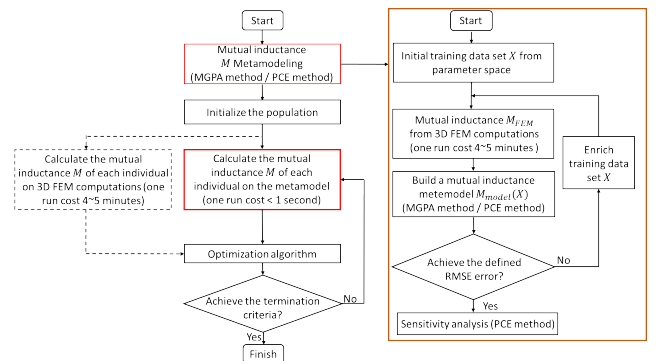 Start
Mutual inductance
M Metamodeling
(MGPA method / PCE method)
Initialize the population
Calculate the mutual
inductance M of each individual
on 3D FEM computations (one
run cost 4~5 minutes)
Calculate the mutual
inductance M of each
individual on the metamodel
(one run cost < 1 second)
Optimization algorithm
Achieve the termination
criteria?
No
Yes
Finish
Start
Initial training data set X from
parameter space
Mutual inductance M_FEM
from 3D FEM computations
(one run cost 4~5 minutes )
Enrich
training data
set X
Build a mutual inductance
metemodel M_model(X)
(MGPA method / PCE method)
Achieve the defined
RMSE error?
No
Yes
Sensitivity analysis (PCE method)